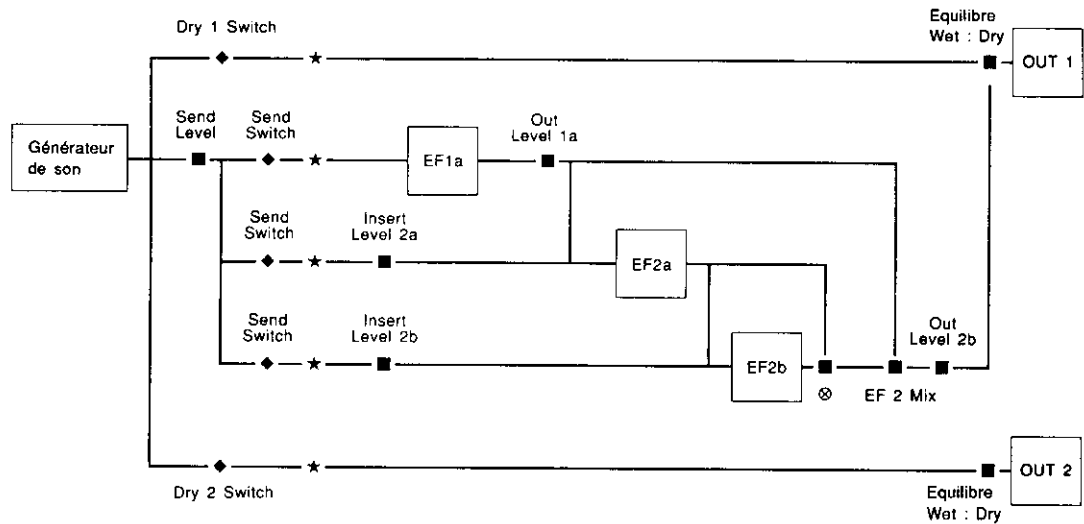 Dry 1 Switch
Equilibre
Wet : Dry
OUT 1
Send
Level
Send
Switch
Out
Level 1a
Générateur
de son
EF1a
Send
Switch
Insert
Level 2a
EF2a
Send
Switch
Insert
Level 2b
Out
Level 2b
EF2b
EF 2 Mix
Dry 2 Switch
OUT 2
Equilibre
Wet : Dry